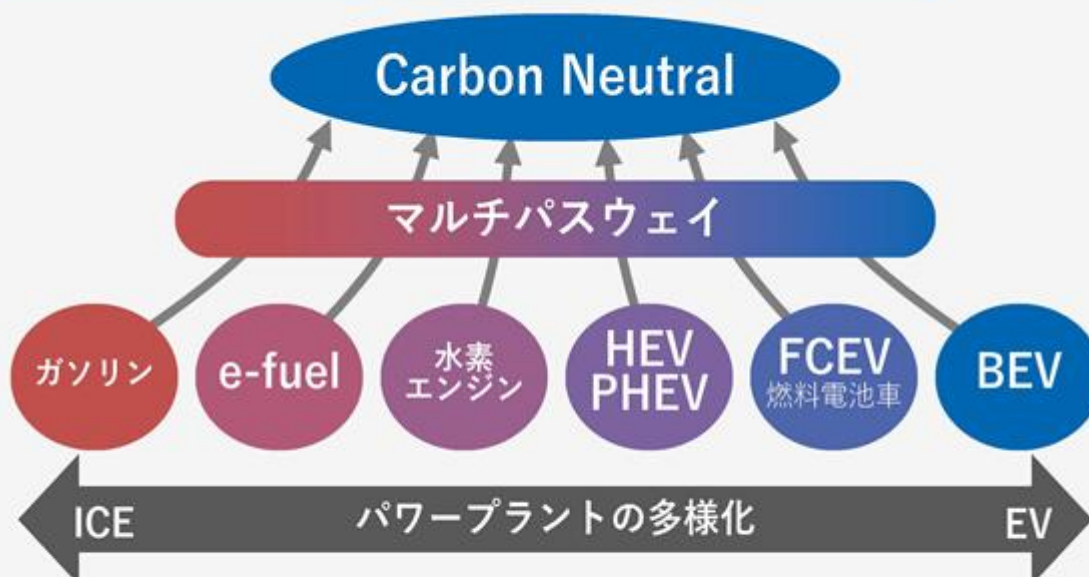 Carbon Neutral
マルチパスウェイ
ガソリン
e-fuel
水素
エンジン
HEV
PHEV
FCEV
燃料電池車
BEV
ICE
パワープラントの多様化
EV